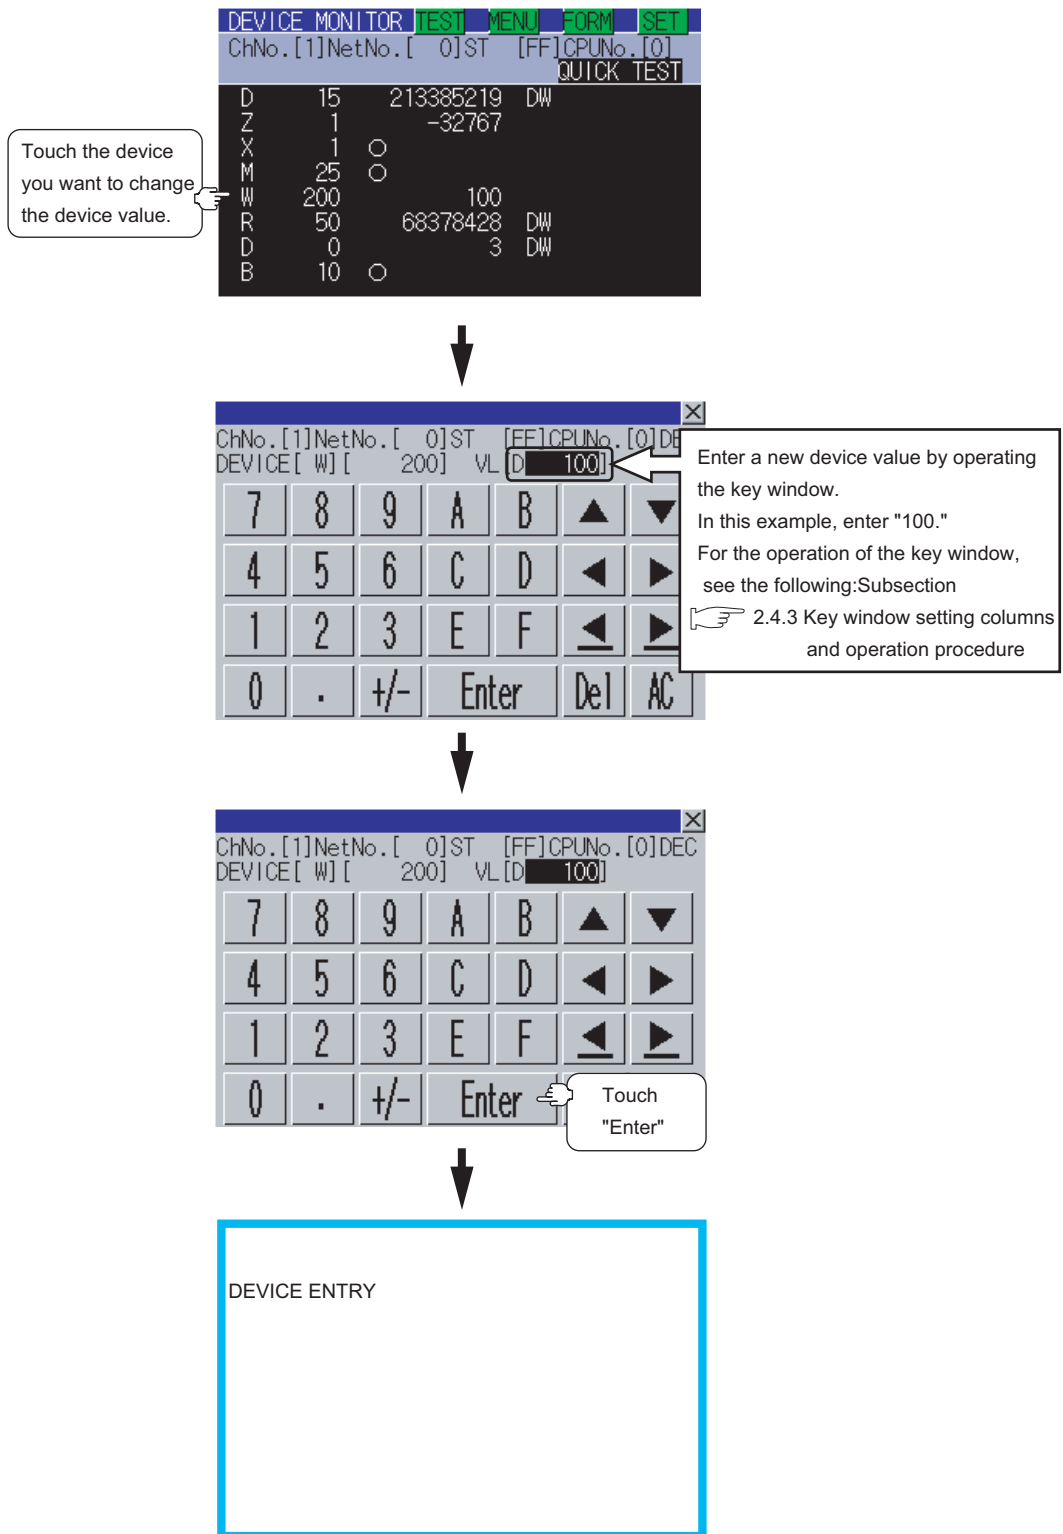 DEVICE MONITOR TEST MENU FORM SET
ChNo.[1]NetNo.[ 0]ST [FF]CPUNo.[0]
QUICK TEST
D 15 213385219 DW
Z 1 -32767
X 1 ○
M 25 ○
W 200 100
R 50 68378428 DW
D 0 3 DW
B 10 ○
Touch the device
you want to change
the device value.
X
ChNo.[1]NetNo.[ 0]ST [FF]CPUNo.[0]DE
DEVICE[ W][ 200] VL[D 100]
7 8 9 A B ▲ ▼
4 5 6 C D ◀ ▶
1 2 3 E F ◀ ▶
0 . +/- Enter Del AC
Enter a new device value by operating
the key window.
In this example, enter "100."
For the operation of the key window,
see the following:Subsection
2.4.3 Key window setting columns
and operation procedure
X
ChNo.[1]NetNo.[ 0]ST [FF]CPUNo.[0]DEC
DEVICE[ W][ 200] VL[D 100]
7 8 9 A B ▲ ▼
4 5 6 C D ◀ ▶
1 2 3 E F ◀ ▶
0 . +/- Enter
Touch
"Enter"
DEVICE ENTRY